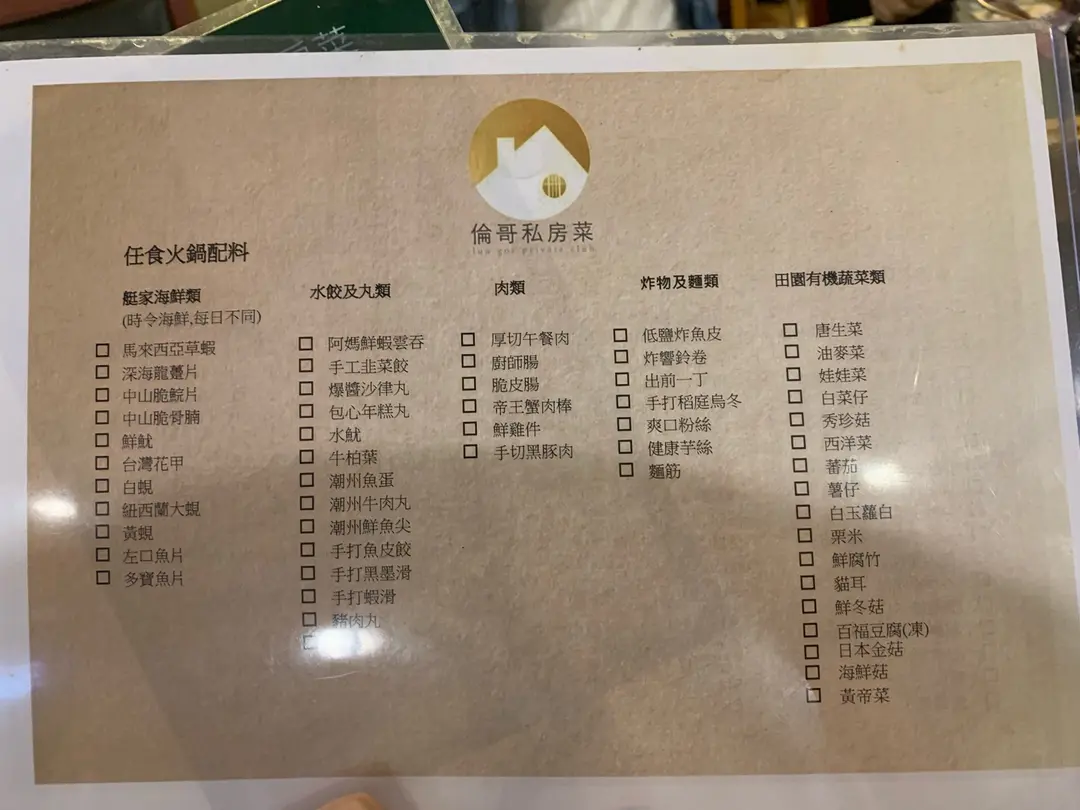 倫哥私房菜
lun gor private club
任食火鍋配料
艇家海鮮類
(時令海鮮,每日不同)
馬來西亞草蝦
深海龍躉片
中山脆鯇片
中山脆骨腩
鮮魷
台灣花甲
白蜆
紐西蘭大蜆
黃蜆
左口魚片
多寶魚片
水餃及丸類
阿媽鮮蝦雲吞
手工韭菜餃
爆醬沙律丸
包心年糕丸
水魷
牛柏葉
潮州魚蛋
潮州牛肉丸
潮州鮮魚尖
手打魚皮餃
手打黑墨滑
手打蝦滑
豬肉丸
肉類
厚切午餐肉
廚師腸
脆皮腸
帝王蟹肉棒
鮮雞件
手切黑豚肉
炸物及麵類
低鹽炸魚皮
炸響鈴卷
出前一丁
手打稻庭烏冬
爽口粉絲
健康芋絲
麵筋
田園有機蔬菜類
唐生菜
油麥菜
娃娃菜
白菜仔
秀珍菇
西洋菜
蕃茄
薯仔
白玉蘿白
栗米
鮮腐竹
貓耳
鮮冬菇
百福豆腐(凍)
日本金菇
海鮮菇
黃帝菜